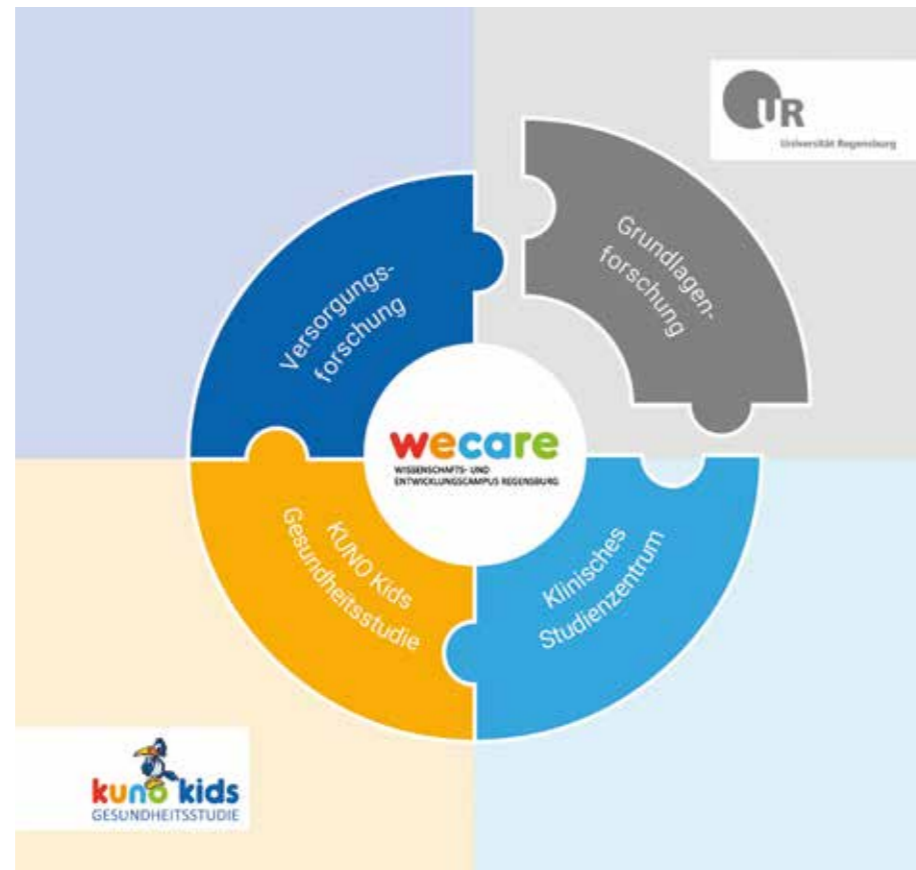 UR
Universität Regensburg
Grundlagen-
forschung
Versorgungs-
forschung
wecare
WISSENSCHAFTS- UND
ENTWICKLUNGSCAMPUS REGENSBURG
KUNO Kids
Gesundheitsstudie
Klinisches
Studienzentrum
kuno kids
GESUNDHEITSSTUDIE